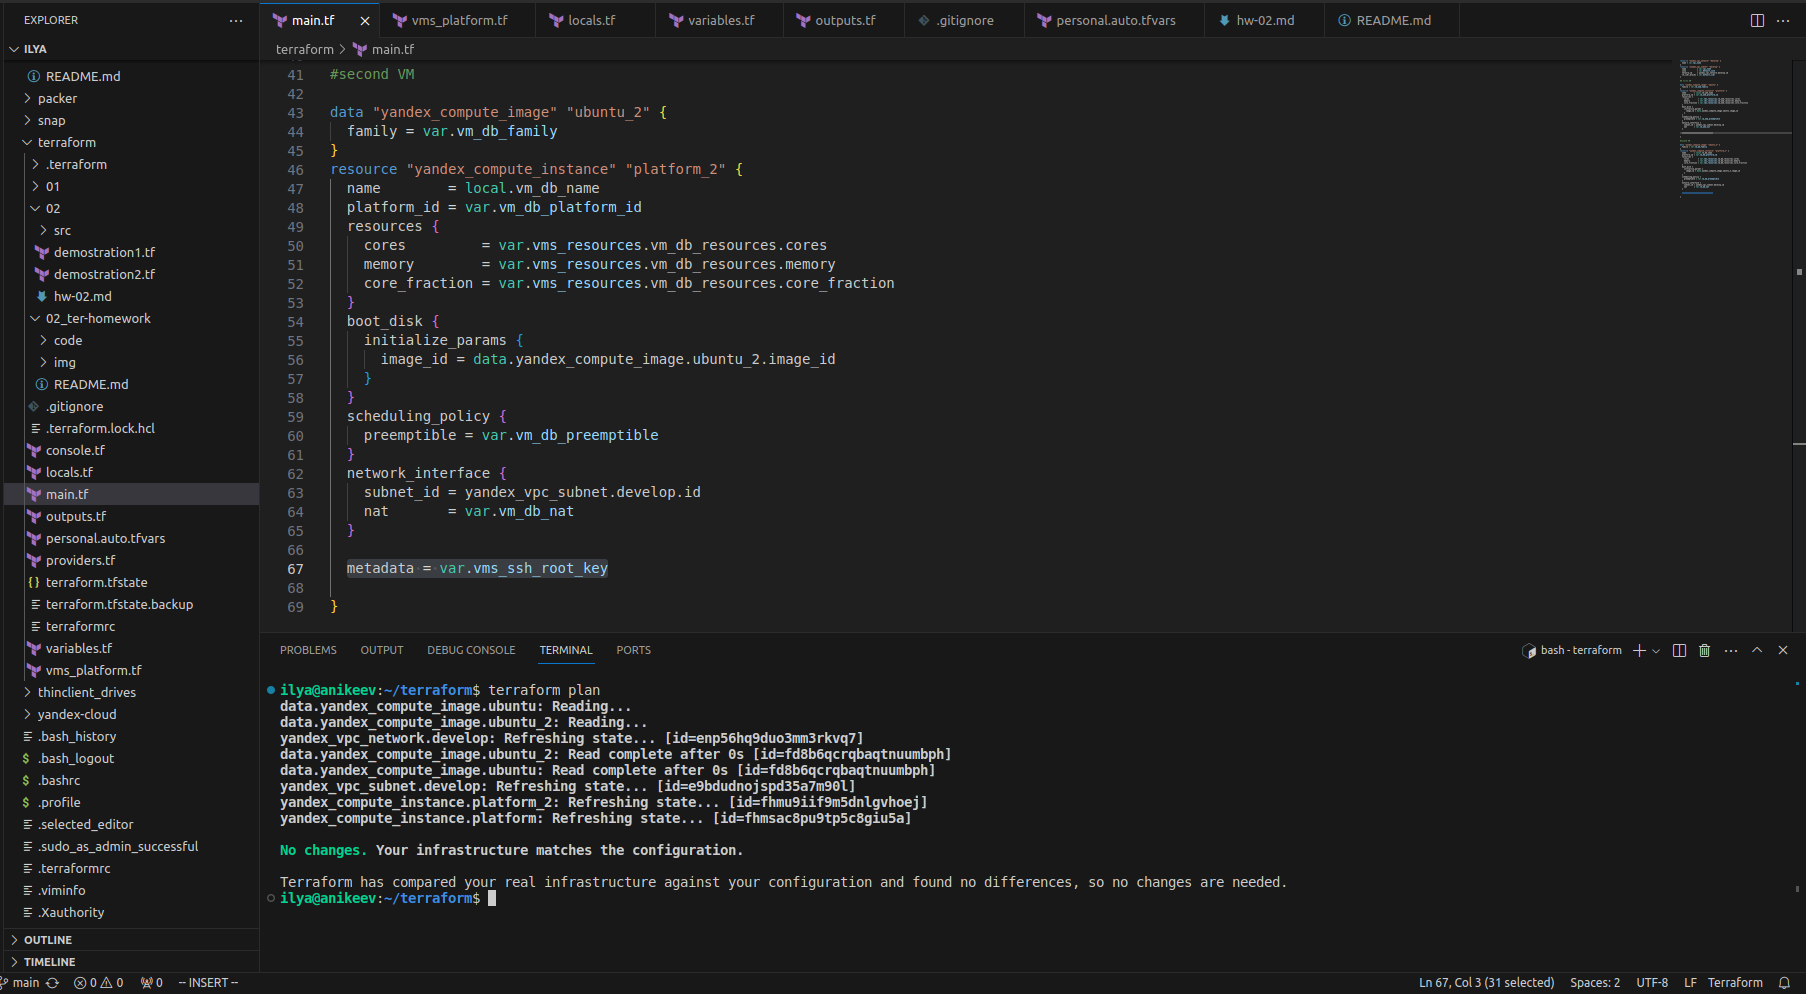 EXPLORER
main.tf
vms_platform.tf
locals.tf
variables.tf
outputs.tf
.gitignore
personal.auto.tfvars
hw-02.md
README.md
ILYA
terraform > main.tf
README.md
packer
snap
terraform
.terraform
01
02
src
demostration1.tf
demostration2.tf
hw-02.md
02_ter-homework
code
img
README.md
.gitignore
.terraform.lock.hcl
console.tf
locals.tf
main.tf
outputs.tf
personal.auto.tfvars
providers.tf
terraform.tfstate
terraform.tfstate.backup
terraformrc
variables.tf
vms_platform.tf
thinclient_drives
yandex-cloud
.bash_history
.bash_logout
.bashrc
.profile
.selected_editor
.sudo_as_admin_successful
.terraformrc
.viminfo
.Xauthority
OUTLINE
TIMELINE
41 #second VM
42
43 data "yandex_compute_image" "ubuntu_2" {
44 family = var.vm_db_family
45 }
46 resource "yandex_compute_instance" "platform_2" {
47 name = local.vm_db_name
48 platform_id = var.vm_db_platform_id
49 resources {
50 cores = var.vms_resources.vm_db_resources.cores
51 memory = var.vms_resources.vm_db_resources.memory
52 core_fraction = var.vms_resources.vm_db_resources.core_fraction
53 }
54 boot_disk {
55 initialize_params {
56 image_id = data.yandex_compute_image.ubuntu_2.image_id
57 }
58 }
59 scheduling_policy {
60 preemptible = var.vm_db_preemptible
61 }
62 network_interface {
63 subnet_id = yandex_vpc_subnet.develop.id
64 nat = var.vm_db_nat
65 }
66
67 metadata = var.vms_ssh_root_key
68
69 }
PROBLEMS OUTPUT DEBUG CONSOLE TERMINAL PORTS
bash - terraform
ilya@anikeev:~/terraform$ terraform plan
data.yandex_compute_image.ubuntu: Reading...
data.yandex_compute_image.ubuntu_2: Reading...
yandex_vpc_network.develop: Refreshing state... [id=enp56hq9duo3mm3rkvq7]
data.yandex_compute_image.ubuntu_2: Read complete after 0s [id=fd8b6qcrqbaqtnuumbph]
data.yandex_compute_image.ubuntu: Read complete after 0s [id=fd8b6qcrqbaqtnuumbph]
yandex_vpc_subnet.develop: Refreshing state... [id=e9bdudnojspd35a7m90l]
yandex_compute_instance.platform_2: Refreshing state... [id=fhmu9iif9m5dnlgvhoej]
yandex_compute_instance.platform: Refreshing state... [id=fhmsac8pu9tp5c8giu5a]
No changes. Your infrastructure matches the configuration.
Terraform has compared your real infrastructure against your configuration and found no differences, so no changes are needed.
ilya@anikeev:~/terraform$
main 0 0 0 -- INSERT --
Ln 67, Col 3 (31 selected) Spaces: 2 UTF-8 LF Terraform